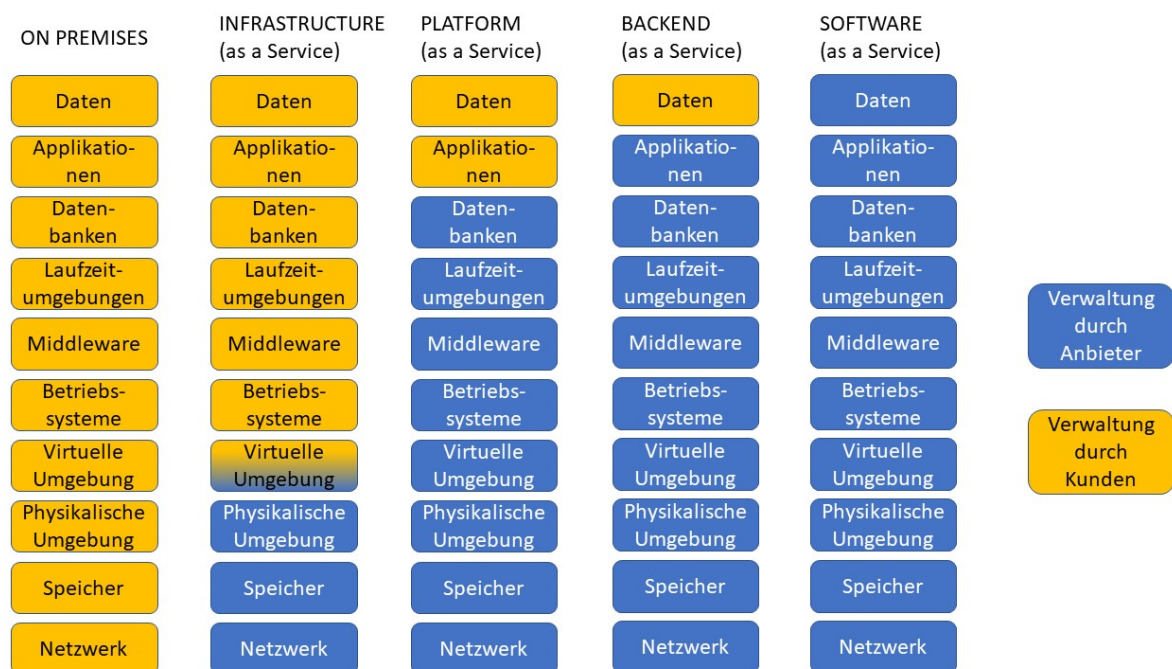 ON PREMISES
INFRASTRUCTURE
(as a Service)
PLATFORM
(as a Service)
BACKEND
(as a Service)
SOFTWARE
(as a Service)
Daten
Daten
Daten
Daten
Daten
Applikatio-
nen
Applikatio-
nen
Applikatio-
nen
Applikatio-
nen
Applikatio-
nen
Daten-
banken
Daten-
banken
Daten-
banken
Daten-
banken
Daten-
banken
Laufzeit-
umgebungen
Laufzeit-
umgebungen
Laufzeit-
umgebungen
Laufzeit-
umgebungen
Laufzeit-
umgebungen
Middleware
Middleware
Middleware
Middleware
Middleware
Betriebs-
systeme
Betriebs-
systeme
Betriebs-
systeme
Betriebs-
systeme
Betriebs-
systeme
Virtuelle
Umgebung
Virtuelle
Umgebung
Virtuelle
Umgebung
Virtuelle
Umgebung
Virtuelle
Umgebung
Physikalische
Umgebung
Physikalische
Umgebung
Physikalische
Umgebung
Physikalische
Umgebung
Physikalische
Umgebung
Speicher
Speicher
Speicher
Speicher
Speicher
Netzwerk
Netzwerk
Netzwerk
Netzwerk
Netzwerk
Verwaltung
durch
Anbieter
Verwaltung
durch
Kunden